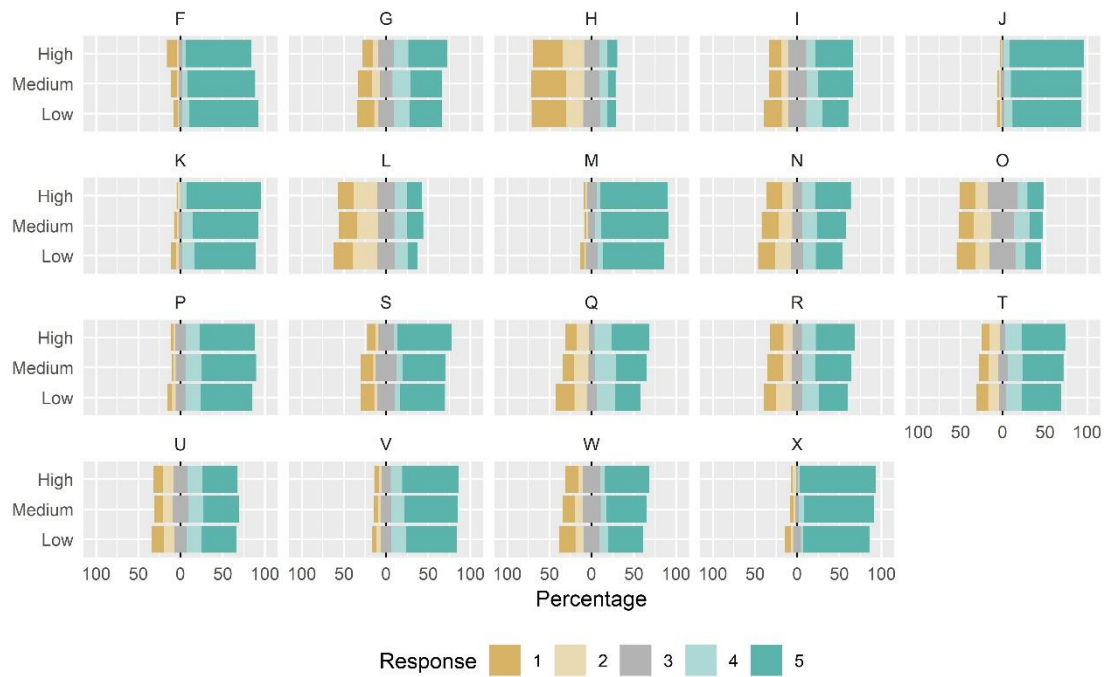 F G H I J
High
Medium
Low
K L M N O
High
Medium
Low
P S Q R T
High
Medium
Low
100 50 0 50 100
U V W X
High
Medium
Low
100 50 0 50 100 100 50 0 50 100 100 50 0 50 100 100 50 0 50 100
Percentage
Response 1 2 3 4 5